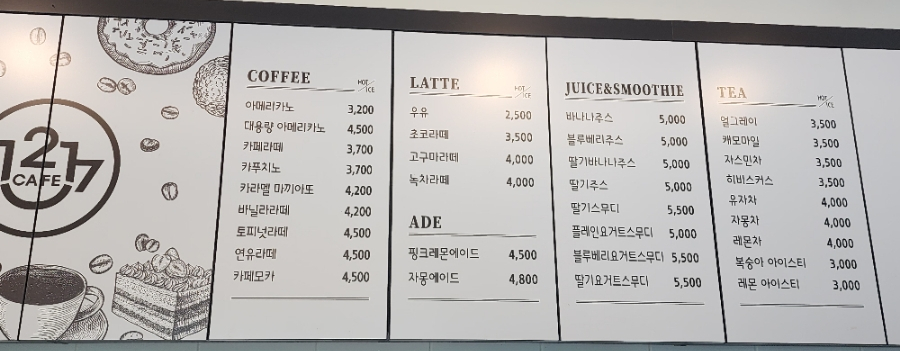 1217
CAFE
COFFEE HOT/ICE
아메리카노 3,200
대용량 아메리카노 4,500
카페라떼 3,700
카푸치노 3,700
카라멜 마끼아또 4,200
바닐라라떼 4,200
토피넛라떼 4,500
연유라떼 4,500
카페모카 4,500
LATTE HOT/ICE
우유 2,500
초코라떼 3,500
고구마라떼 4,000
녹차라떼 4,000
ADE
핑크레몬에이드 4,500
자몽에이드 4,800
JUICE&SMOOTHIE
바나나주스 5,000
블루베리주스 5,000
딸기바나나주스 5,000
딸기주스 5,000
딸기스무디 5,500
플레인요거트스무디 5,000
블루베리요거트스무디 5,500
딸기요거트스무디 5,500
TEA HOT/ICE
얼그레이 3,500
캐모마일 3,500
자스민차 3,500
히비스커스 3,500
유자차 4,000
자몽차 4,000
레몬차 4,000
복숭아 아이스티 3,000
레몬 아이스티 3,000